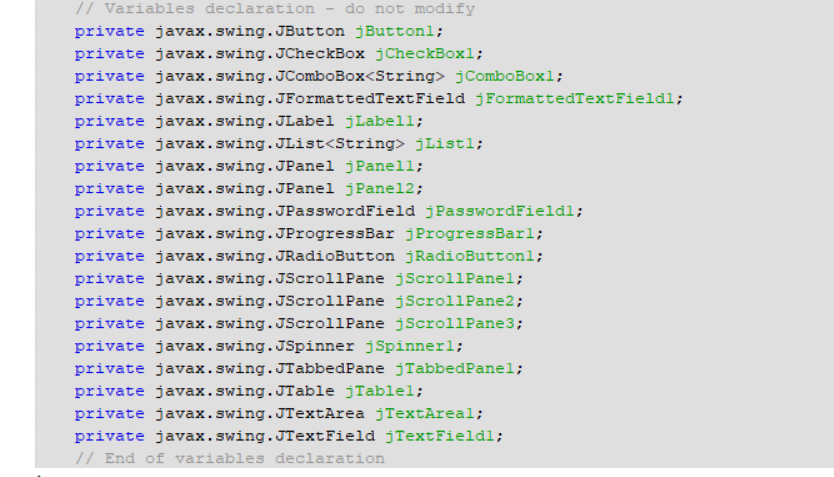 // Variables declaration - do not modify
private javax.swing.JButton jButton1;
private javax.swing.JCheckBox jCheckBox1;
private javax.swing.JComboBox<String> jComboBox1;
private javax.swing.JFormattedTextField jFormattedTextField1;
private javax.swing.JLabel jLabel1;
private javax.swing.JList<String> jList1;
private javax.swing.JPanel jPanel1;
private javax.swing.JPanel jPanel2;
private javax.swing.JPasswordField jPasswordField1;
private javax.swing.JProgressBar jProgressBar1;
private javax.swing.JRadioButton jRadioButton1;
private javax.swing.JScrollPane jScrollPane1;
private javax.swing.JScrollPane jScrollPane2;
private javax.swing.JScrollPane jScrollPane3;
private javax.swing.JSpinner jSpinner1;
private javax.swing.JTabbedPane jTabbedPane1;
private javax.swing.JTable jTable1;
private javax.swing.JTextArea jTextArea1;
private javax.swing.JTextField jTextField1;
// End of variables declaration